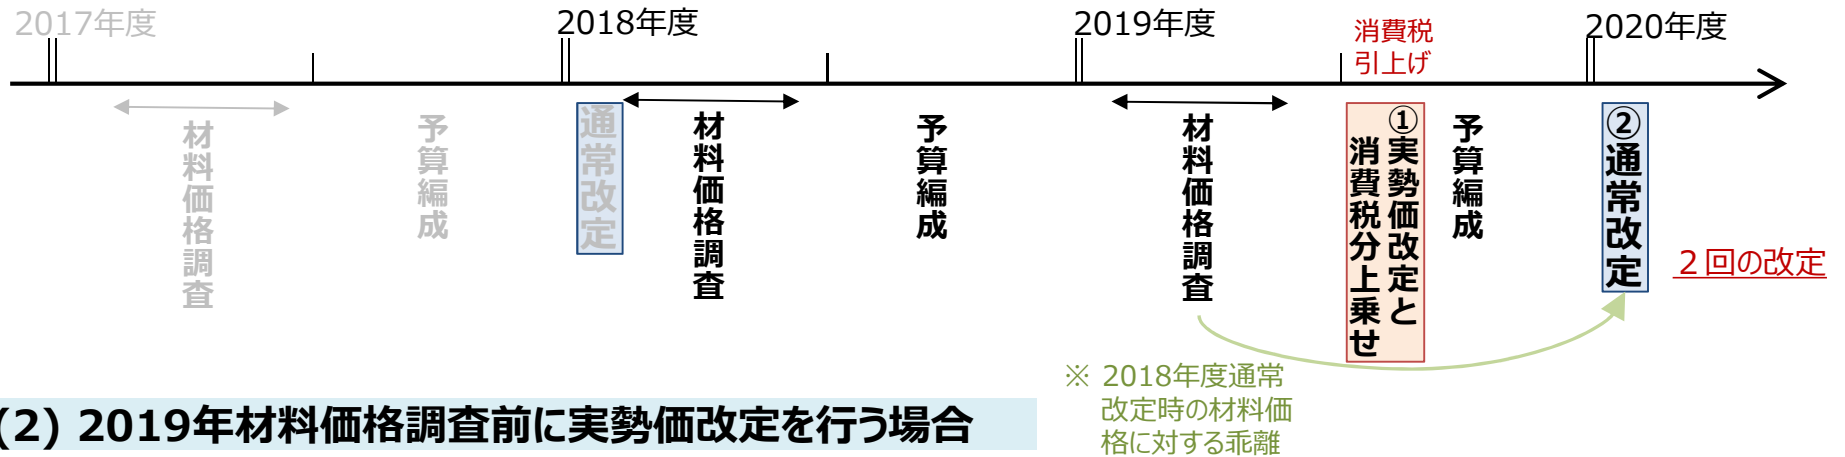 2017年度
2018年度
2019年度
消費税
引上げ
2020年度
材料価格調査
予算編成
通常改定
材料価格調査
予算編成
材料価格調査
①実勢価改定と
消費税分上乗せ
予算編成
②通常改定
２回の改定
※ 2018年度通常
改定時の材料価
格に対する乖離
(2) 2019年材料価格調査前に実勢価改定を行う場合